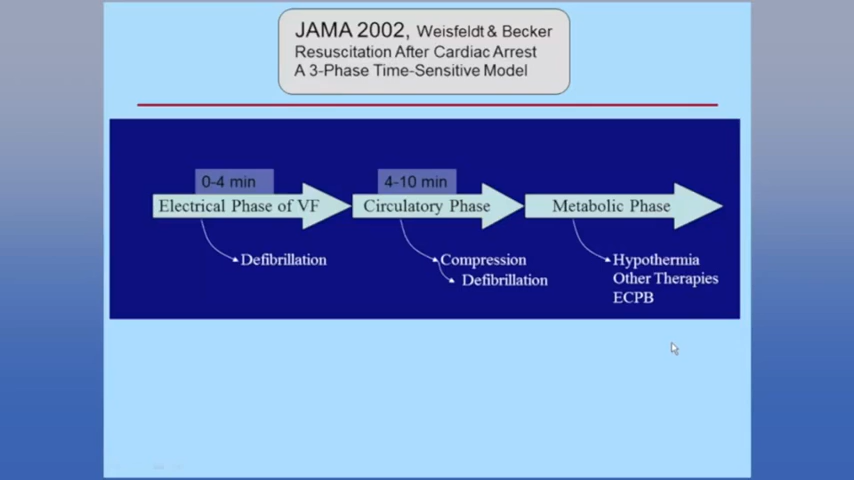 JAMA 2002, Weisfeldt & Becker
Resuscitation After Cardiac Arrest
A 3-Phase Time-Sensitive Model
0-4 min
4-10 min
Electrical Phase of VF
Circulatory Phase
Metabolic Phase
Defibrillation
Compression
Defibrillation
Hypothermia
Other Therapies
ECPB